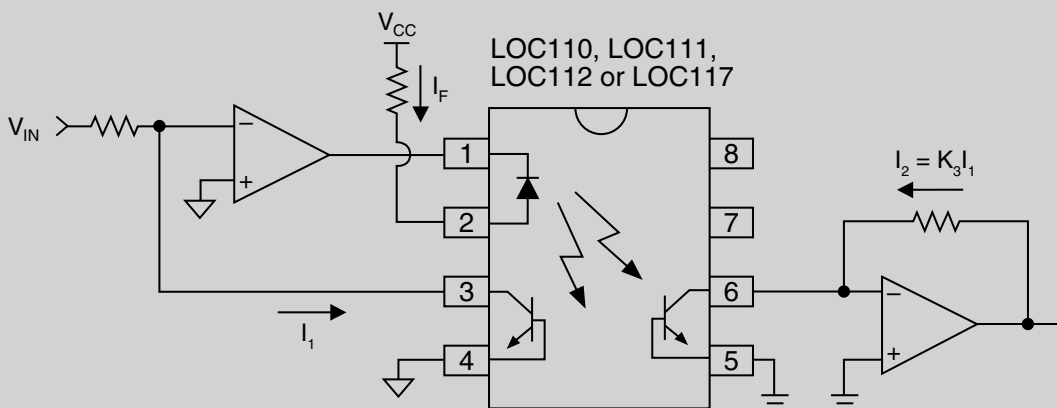 V_CC
LOC110, LOC111,
LOC112 or LOC117
I_F
V_IN
−
+
1
2
3
4
8
7
6
5
I_1
I_2 = K_3I_1
−
+